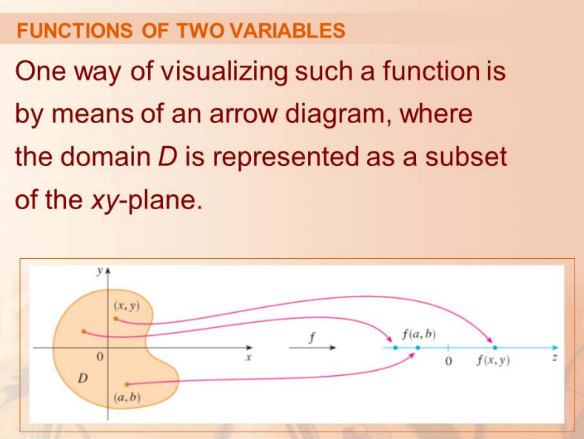 FUNCTIONS OF TWO VARIABLES
One way of visualizing such a function is
by means of an arrow diagram, where
the domain D is represented as a subset
of the xy-plane.
y
(x, y)
f
f(a, b)
0
x
0
f(x, y)
z
D
(a, b)